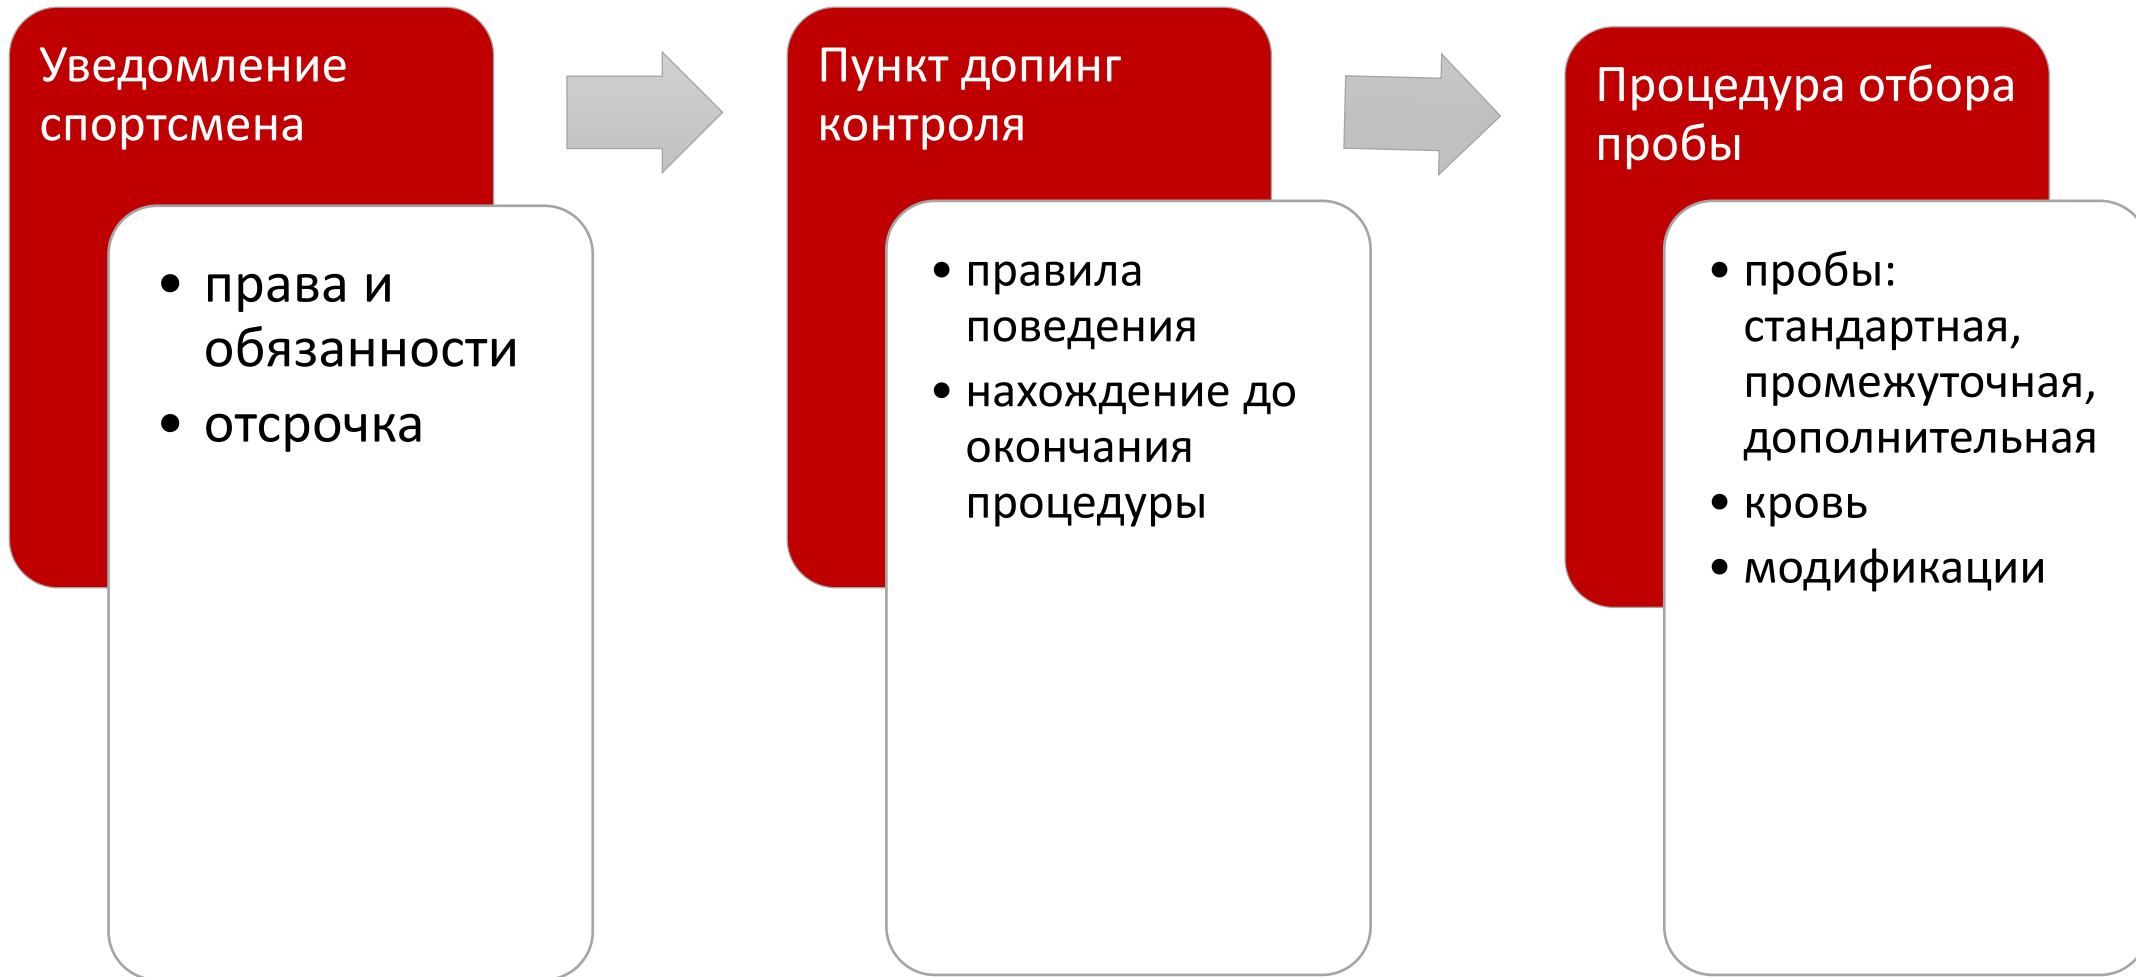 Уведомление
спортсмена
• права и
обязанности
• отсрочка
Пункт допинг
контроля
• правила
поведения
• нахождение до
окончания
процедуры
Процедура отбора
пробы
• пробы:
стандартная,
промежуточная,
дополнительная
• кровь
• модификации